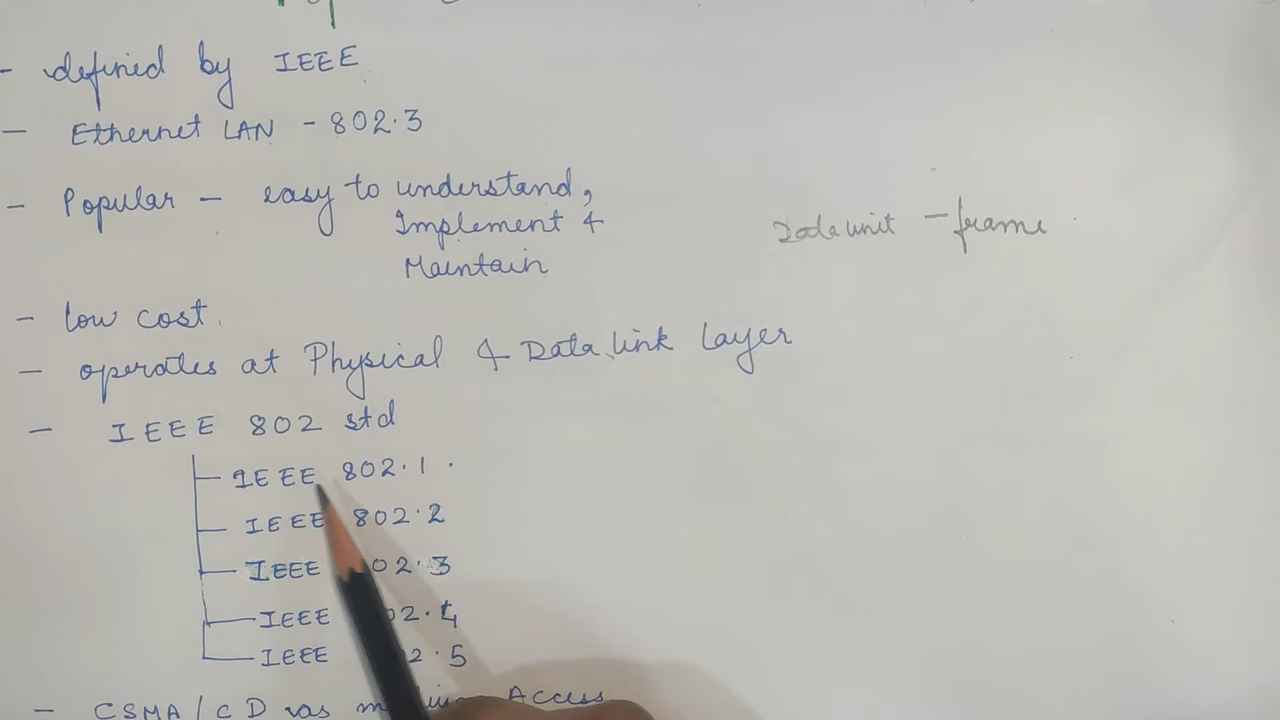 - defined by IEEE
- Ethernet LAN - 802.3
- Popular - easy to understand,
Implement &
Maintain
Data unit - frame
- low cost.
- operates at Physical & Data link layer
- IEEE 802 std
IEEE 802.1
IEEE 802.2
IEEE 802.3
IEEE 02.4
IEEE 02.5
- CSMA/CD was Access